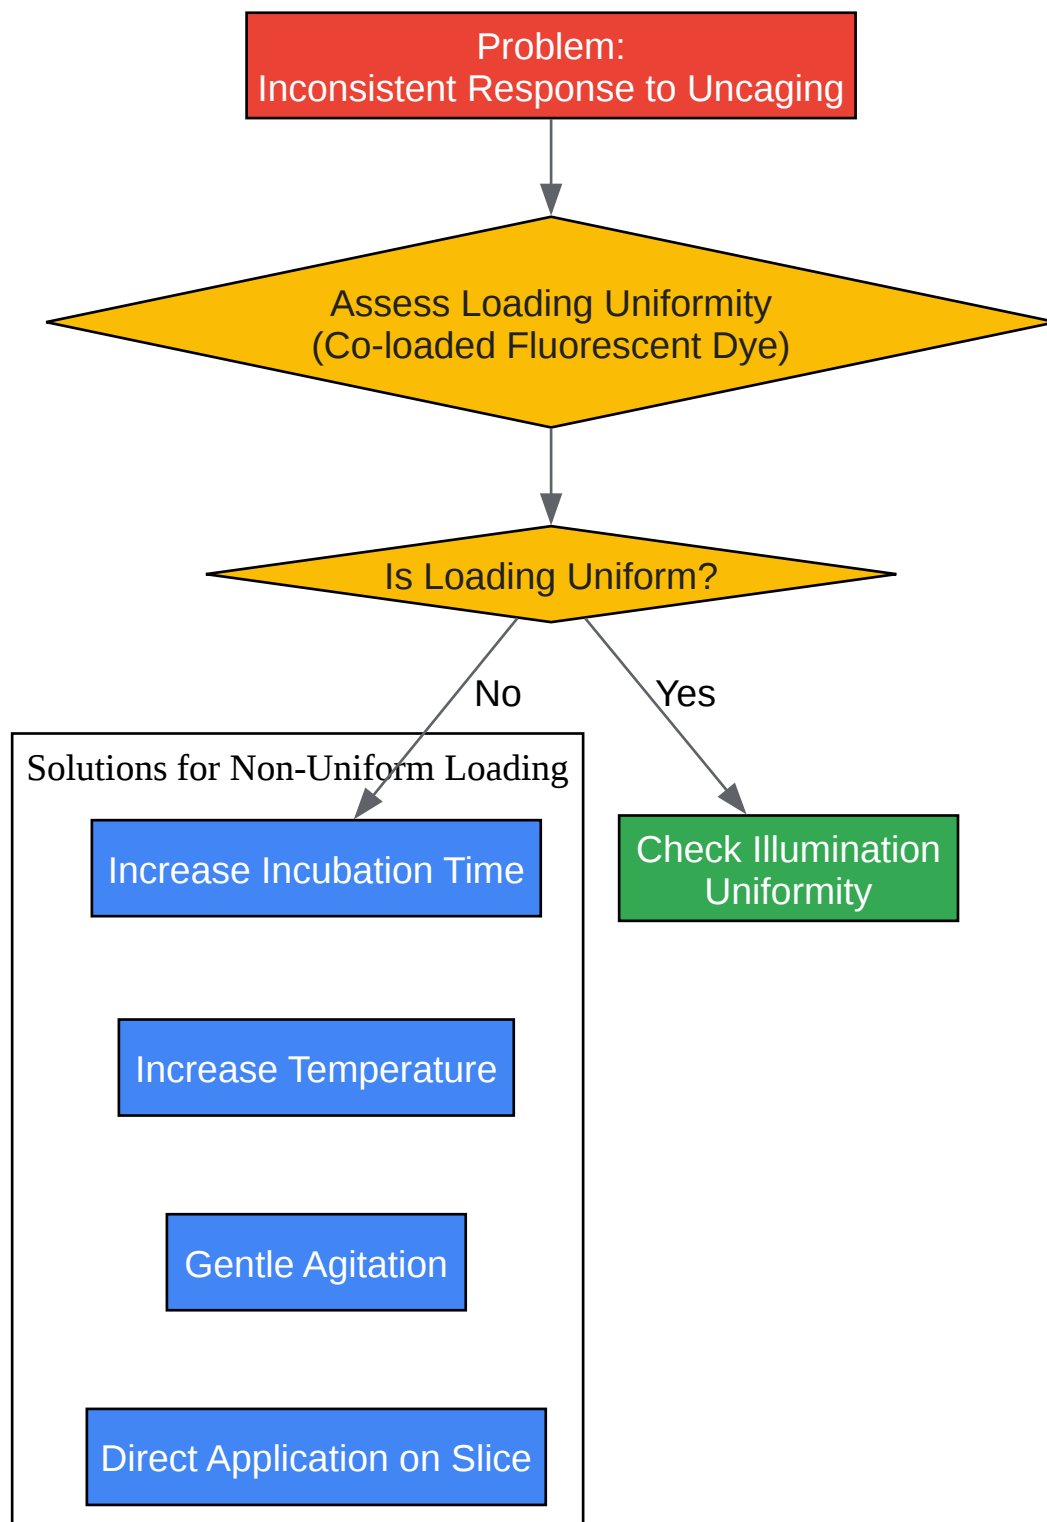 Problem:
Inconsistent Response to Uncaging
Assess Loading Uniformity
(Co-loaded Fluorescent Dye)
Is Loading Uniform?
No
Yes
Solutions for Non-Uniform Loading
Increase Incubation Time
Check Illumination
Uniformity
Increase Temperature
Gentle Agitation
Direct Application on Slice